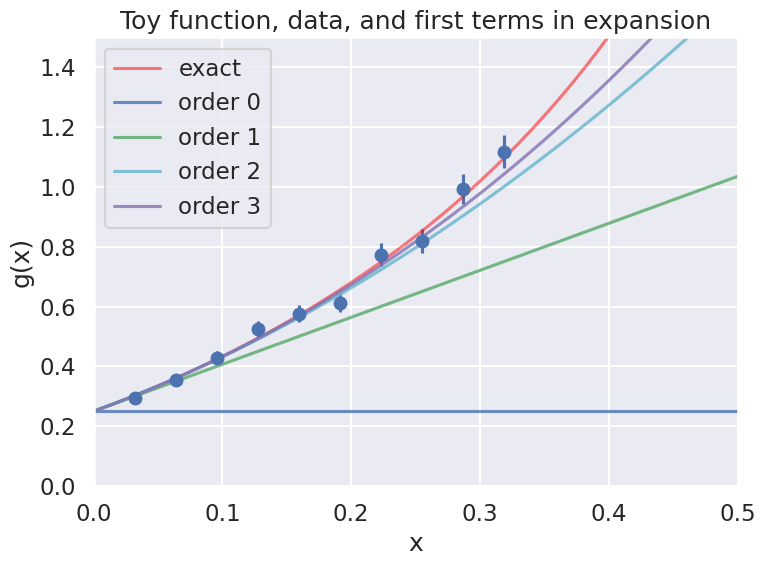 Toy function, data, and first terms in expansion
exact
order 0
order 1
order 2
order 3
g(x)
1.4
1.2
1.0
0.8
0.6
0.4
0.2
0.0
0.0 0.1 0.2 0.3 0.4 0.5
x